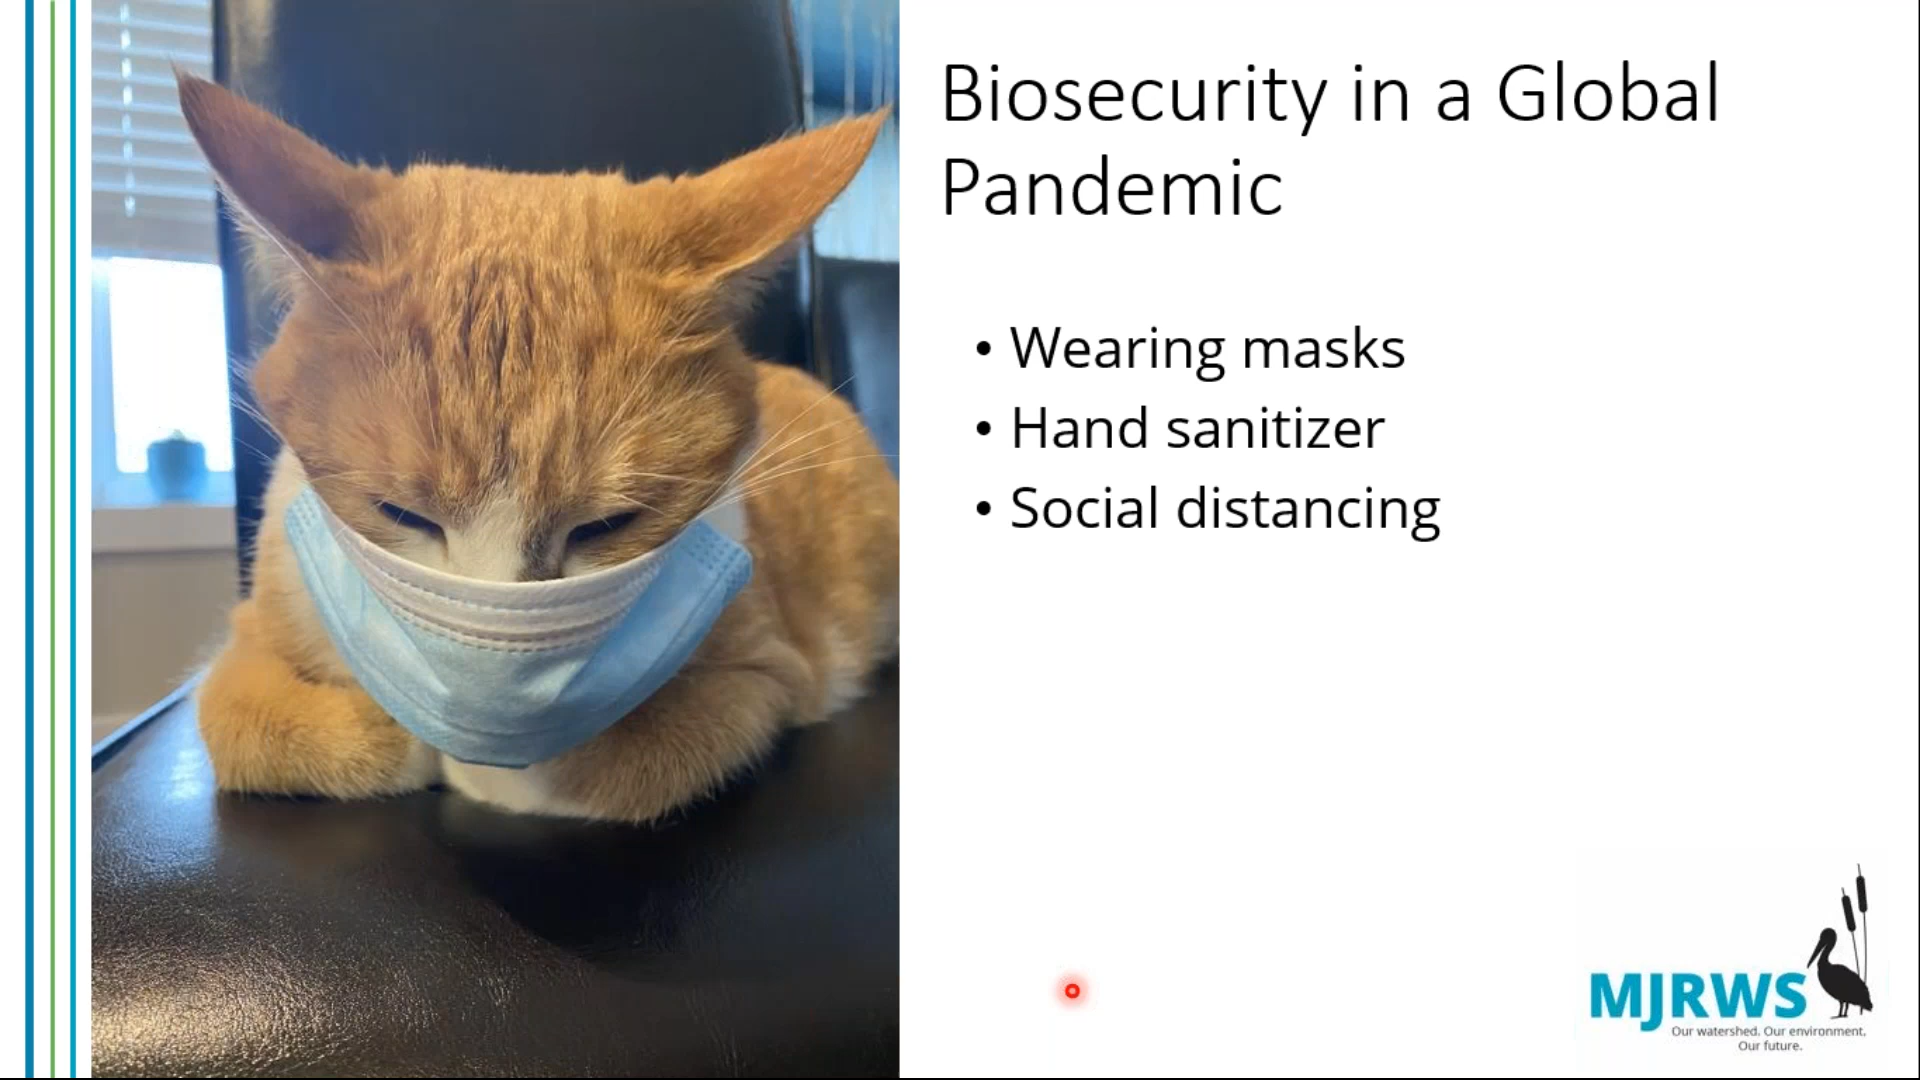 Biosecurity in a Global
Pandemic
• Wearing masks
• Hand sanitizer
• Social distancing
MJRWS
Our watershed. Our environment.
Our future.